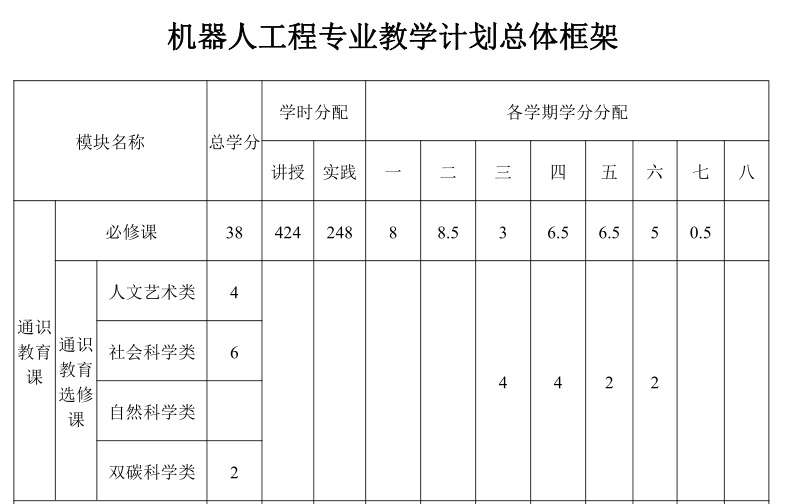 机器人工程专业教学计划总体框架
模块名称 总学分 学时分配 各学期学分分配
讲授 实践 一 二 三 四 五 六 七 八
通识教育课 必修课 38 424 248 8 8.5 3 6.5 6.5 5 0.5
通识教育选修课 人文艺术类 4
社会科学类 6
4 4 2 2
自然科学类
双碳科学类 2